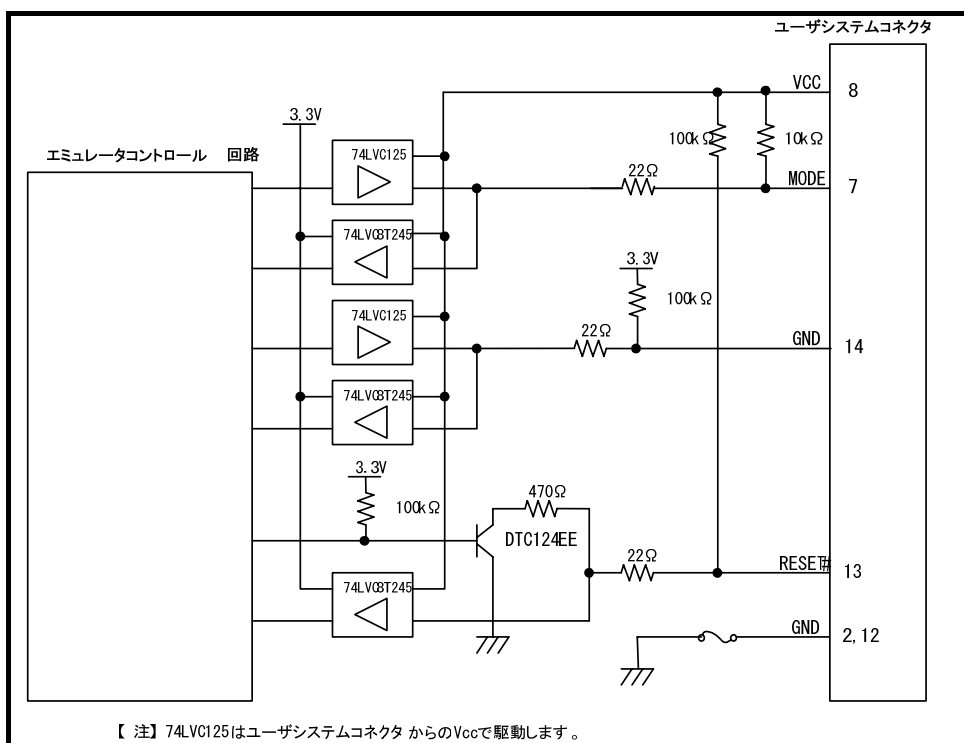 ユーザシステムコネクタ
VCC
8
3.3V
100kΩ
10kΩ
エミュレータコントロール 回路
74LVC125
22Ω
MODE
7
74LVC8T245
3.3V
100kΩ
74LVC125
22Ω
GND
14
74LVC8T245
3.3V
100kΩ
470Ω
DTC124EE
22Ω
RESET#
13
74LVC8T245
GND
2,12
【注】74LVC125はユーザシステムコネクタ からのVccで駆動します。